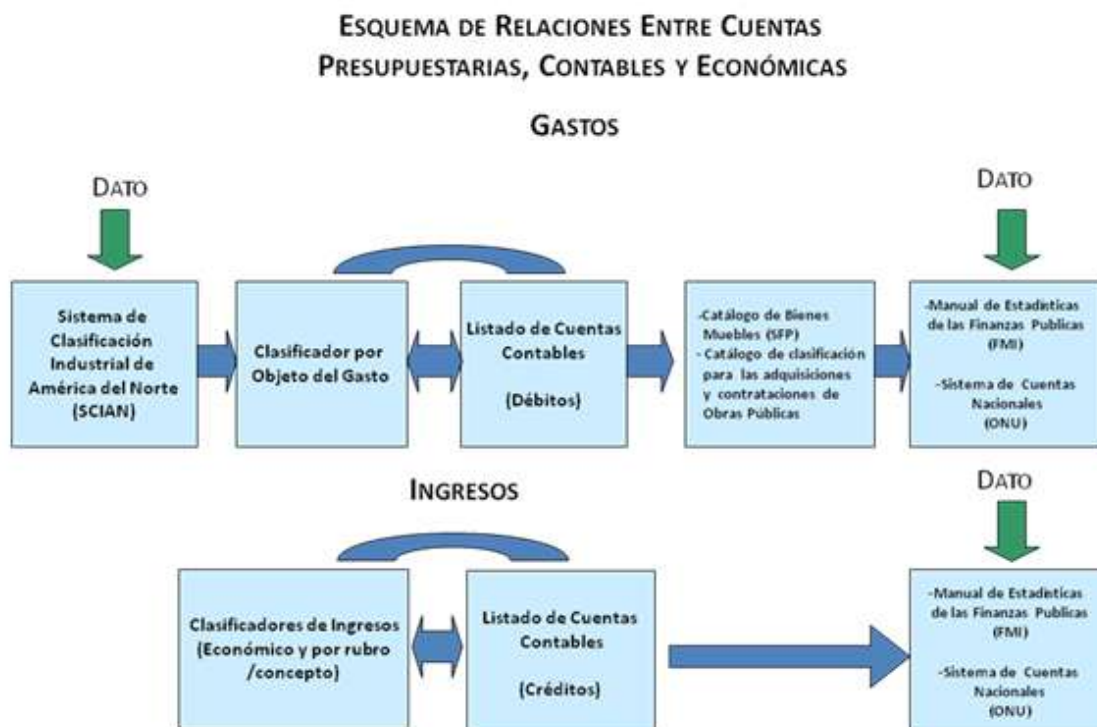 ESQUEMA DE RELACIONES ENTRE CUENTAS
PRESUPUESTARIAS, CONTABLES Y ECONÓMICAS
GASTOS
DATO
DATO
Sistema de
Clasificación
Industrial de
América del Norte
(SCIAN)
Clasificador por
Objeto del Gasto
Listado de Cuentas
Contables
(Débitos)
-Catálogo de Bienes
Muebles (SFP)
- Catálogo de clasificación
para las adquisiciones
y contrataciones de
Obras Públicas
-Manual de Estadísticas
de las Finanzas Publicas
(FMI)
-Sistema de Cuentas
Nacionales
(ONU)
INGRESOS
DATO
Clasificadores de Ingresos
(Económico y por rubro
/concepto)
Listado de Cuentas
Contables
(Créditos)
-Manual de Estadísticas
de las Finanzas Publicas
(FMI)
-Sistema de Cuentas
Nacionales
(ONU)